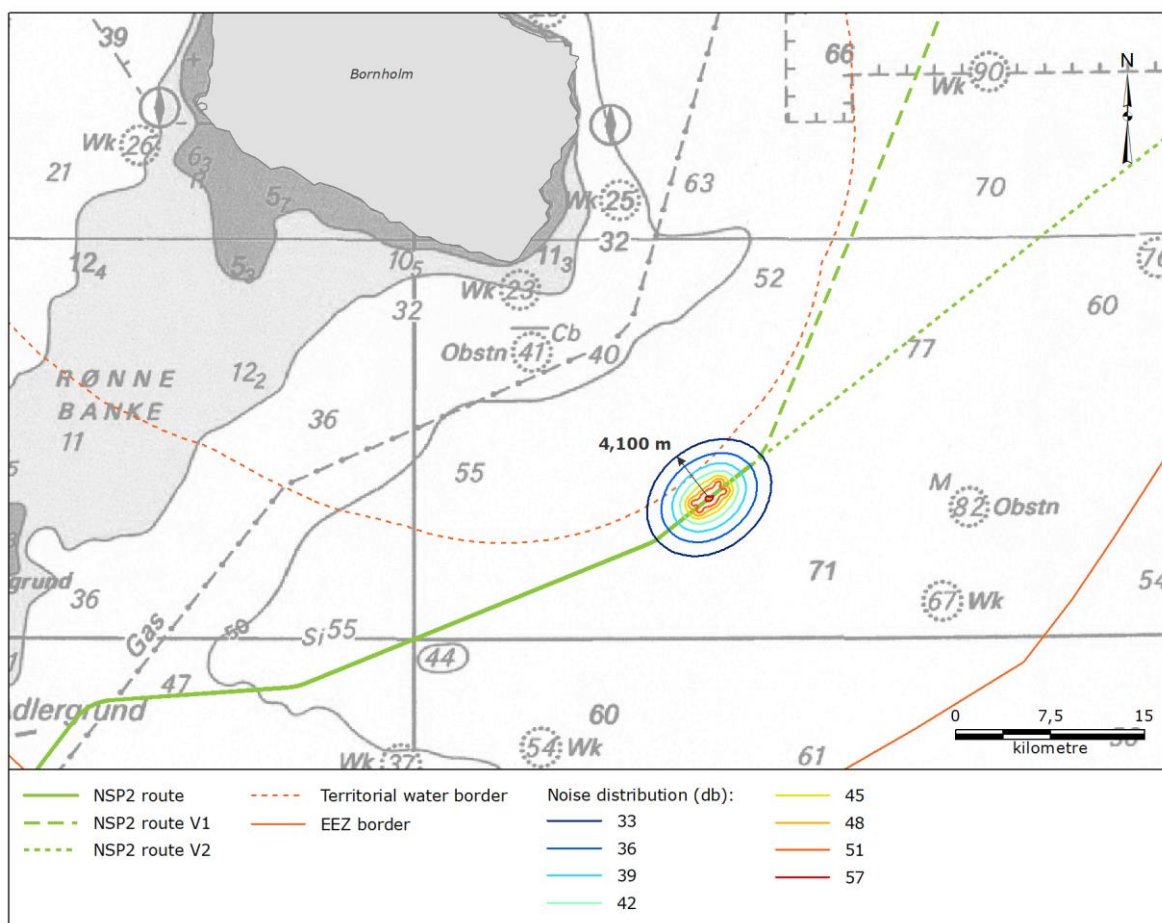 39
66
Bornholm
90
Wk
N
Wk 26
21
6₃
R
5₇
63
Wk 25
70
32
12₄
5₃
10₅
11₃
76
Wk 23
52
32
60
Cb
Obstn 41
40
77
RØNNE
BANKE
12₂
11
36
4,100 m
55
M
82 Obstn
71
grund
36
67 Wk
54
Gas
50
Si 55
44
47
dlergrund
60
54 Wk
Wk 37
61
0 7,5 15
kilometre
NSP2 route
NSP2 route V1
NSP2 route V2
Territorial water border
EEZ border
Noise distribution (db):
33
36
39
42
45
48
51
57